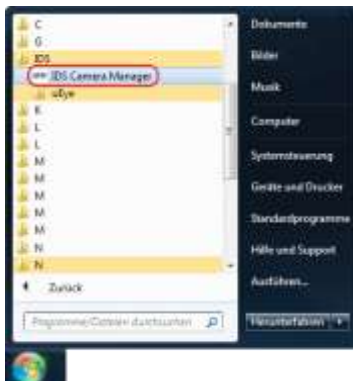 C
G
IDS
IDS Camera Manager
uEye
K
L
L
M
M
M
M
M
N
N
Zurück
Programme/Dateien durchsuchen
Dokumente
Bilder
Musik
Computer
Systemsteuerung
Geräte und Drucker
Standardprogramme
Hilfe und Support
Ausführen...
Herunterfahren